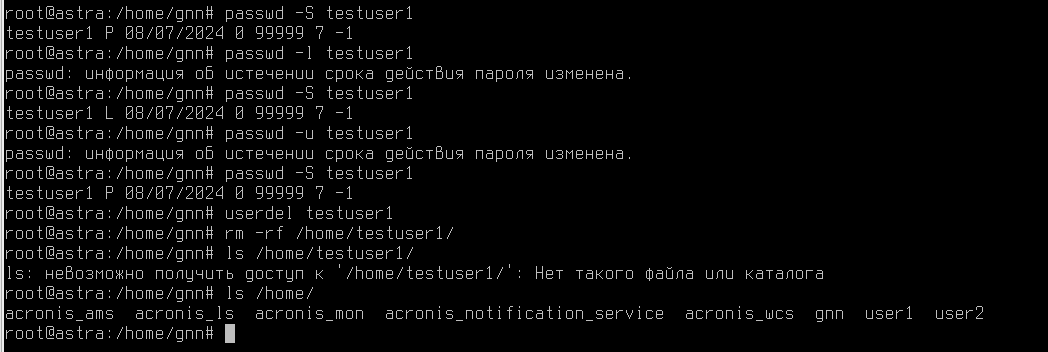 root@astra:/home/gnn# passwd -S testuser1
testuser1 P 08/07/2024 0 99999 7 -1
root@astra:/home/gnn# passwd -l testuser1
passwd: информация об истечении срока действия пароля изменена.
root@astra:/home/gnn# passwd -S testuser1
testuser1 L 08/07/2024 0 99999 7 -1
root@astra:/home/gnn# passwd -u testuser1
passwd: информация об истечении срока действия пароля изменена.
root@astra:/home/gnn# passwd -S testuser1
testuser1 P 08/07/2024 0 99999 7 -1
root@astra:/home/gnn# userdel testuser1
root@astra:/home/gnn# rm -rf /home/testuser1/
root@astra:/home/gnn# ls /home/testuser1/
ls: невозможно получить доступ к '/home/testuser1/': Нет такого файла или каталога
root@astra:/home/gnn# ls /home/
acronis_ams  acronis_ls  acronis_mon  acronis_notification_service  acronis_wcs  gnn  user1  user2
root@astra:/home/gnn#